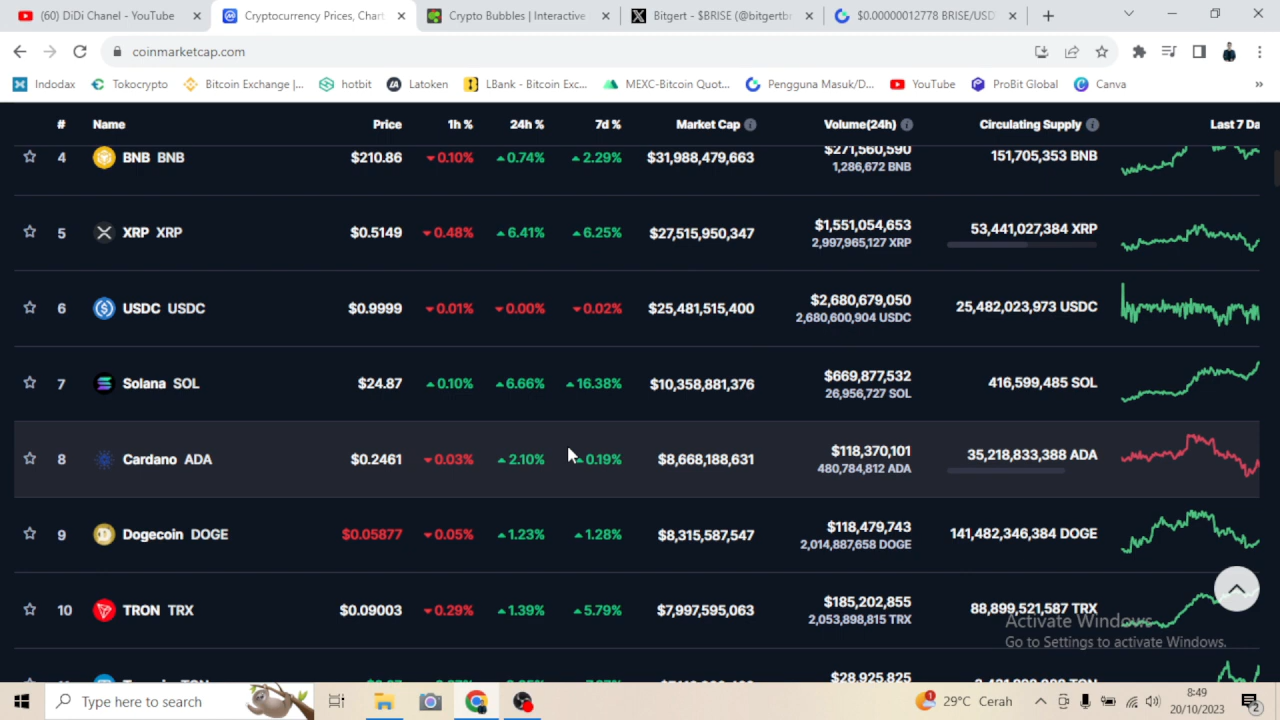 (60) DiDi Chanel - YouTube
Cryptocurrency Prices, Chart
Crypto Bubbles | Interactive
Bitgert - $BRISE (@bitgertbr
$0.00000012778 BRISE/USD
coinmarketcap.com
Indodax
Tokocrypto
Bitcoin Exchange |...
hotbit
Latoken
LBank - Bitcoin Exc...
MEXC-Bitcoin Quot...
Pengguna Masuk/D...
YouTube
ProBit Global
Canva
# Name Price 1h % 24h % 7d % Market Cap Volume(24h) Circulating Supply Last 7 Da
4 BNB BNB $210.86 0.10% 0.74% 2.29% $31,988,479,663 $271,560,590 151,705,353 BNB
1,286,672 BNB
5 XRP XRP $0.5149 0.48% 6.41% 6.25% $27,515,950,347 $1,551,054,653 53,441,027,384 XRP
2,997,965,127 XRP
6 USDC USDC $0.9999 0.01% 0.00% 0.02% $25,481,515,400 $2,680,679,050 25,482,023,973 USDC
2,680,600,904 USDC
7 Solana SOL $24.87 0.10% 6.66% 16.38% $10,358,881,376 $669,877,532 416,599,485 SOL
26,956,727 SOL
8 Cardano ADA $0.2461 0.03% 2.10% 0.19% $8,668,188,631 $118,370,101 35,218,833,388 ADA
480,784,812 ADA
9 Dogecoin DOGE $0.05877 0.05% 1.23% 1.28% $8,315,587,547 $118,479,743 141,482,346,384 DOGE
2,014,887,658 DOGE
10 TRON TRX $0.09003 0.29% 1.39% 5.79% $7,997,595,063 $185,202,855 88,899,521,587 TRX
2,053,898,815 TRX
Activate Windows
Go to Settings to activate Windows.
$28,925,825
Type here to search
29°C Cerah
8:49
20/10/2023